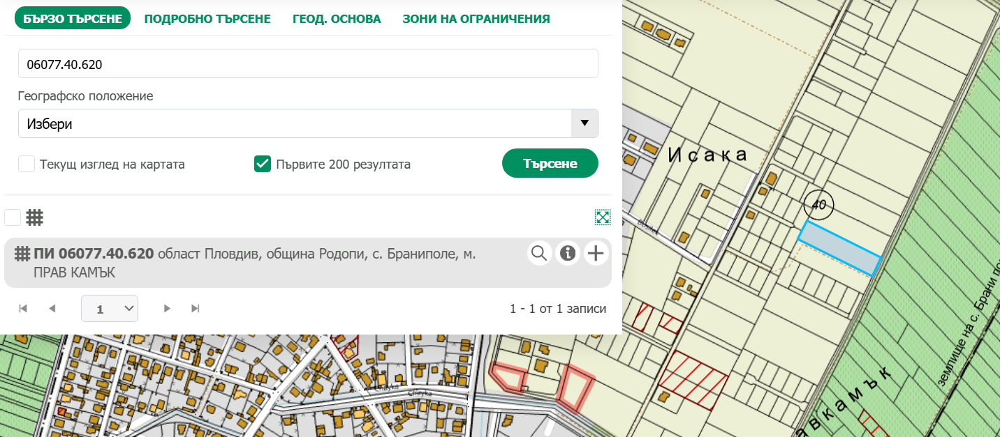 БЪРЗО ТЪРСЕНЕ ПОДРОБНО ТЪРСЕНЕ ГЕОД. ОСНОВА ЗОНИ НА ОГРАНИЧЕНИЯ
06077.40.620
Географско положение
Избери
Текущ изглед на картата Първите 200 резултата Търсене
ПИ 06077.40.620 област Пловдив, община Родопи, с. Браниполе, м.
ПРАВ КАМЪК
1 1 - 1 от 1 записи
Исака
40
Chayka
Chayka
землище на с. Брани по
авкамък